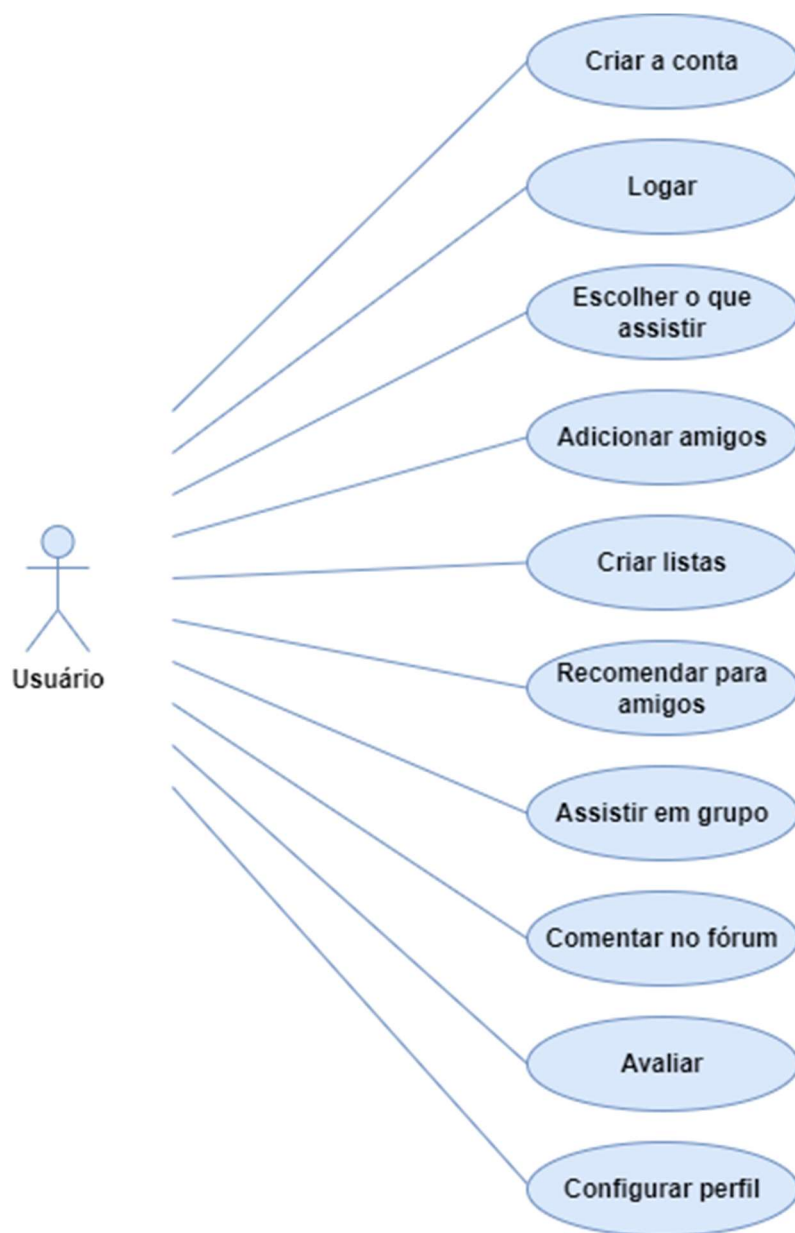 Criar a conta
Logar
Escolher o que
assistir
Adicionar amigos
Criar listas
Usuário
Recomendar para
amigos
Assistir em grupo
Comentar no fórum
Avaliar
Configurar perfil